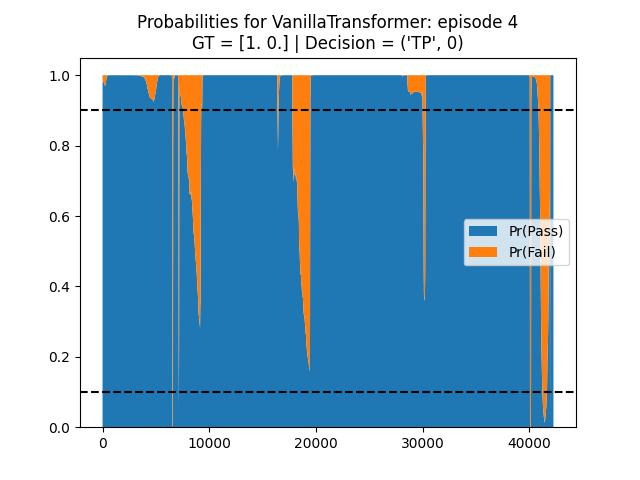 Probabilities for VanillaTransformer: episode 4
GT = [1. 0.] | Decision = ('TP', 0)
1.0
0.8
0.6
0.4
0.2
0.0
Pr(Pass)
Pr(Fail)
0
10000
20000
30000
40000